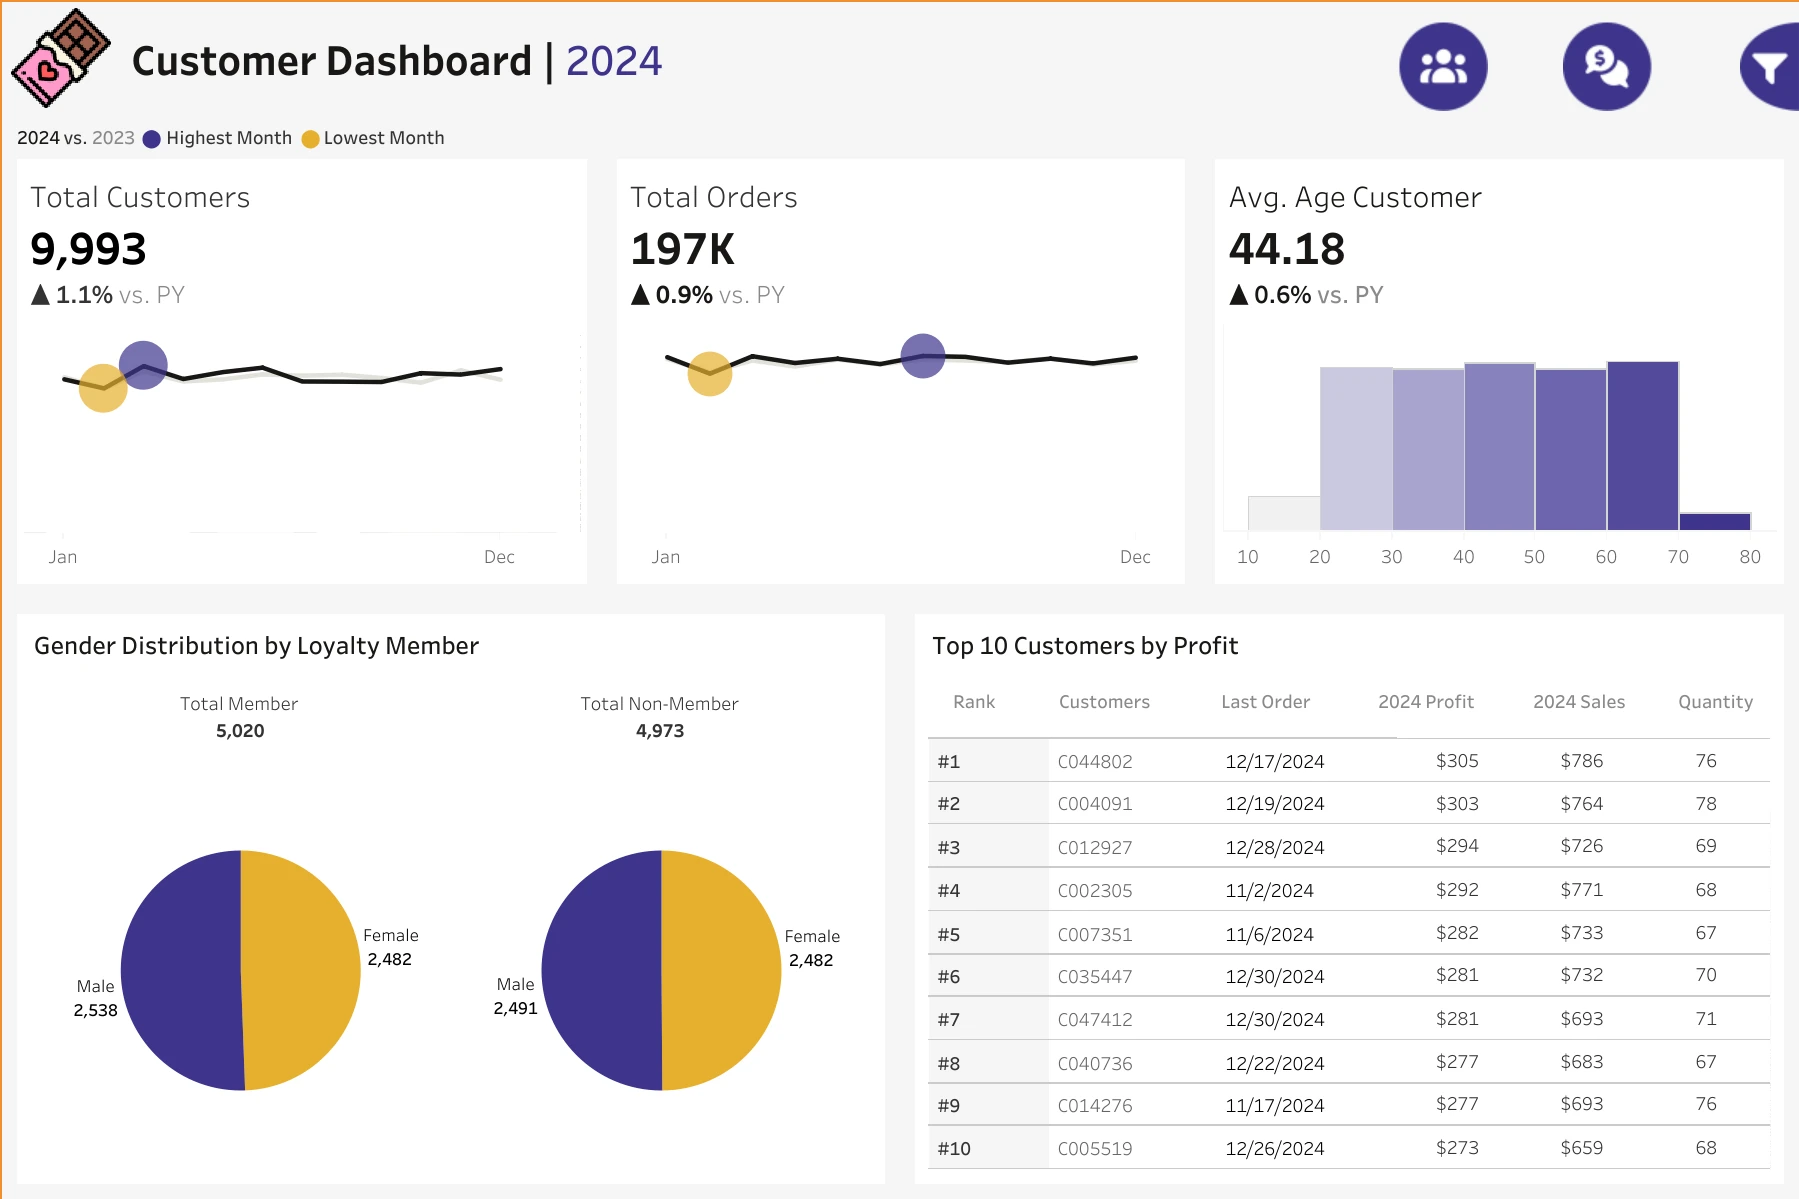 Customer Dashboard | 2024
2024 vs. 2023 Highest Month Lowest Month
Total Customers
9,993
▲ 1.1% vs. PY
Jan Dec
Total Orders
197K
▲ 0.9% vs. PY
Jan Dec
Avg. Age Customer
44.18
▲ 0.6% vs. PY
10 20 30 40 50 60 70 80
Gender Distribution by Loyalty Member
Total Member
5,020
Female
2,482
Male
2,538
Total Non-Member
4,973
Female
2,482
Male
2,491
Top 10 Customers by Profit
Rank Customers Last Order 2024 Profit 2024 Sales Quantity
#1 C044802 12/17/2024 $305 $786 76
#2 C004091 12/19/2024 $303 $764 78
#3 C012927 12/28/2024 $294 $726 69
#4 C002305 11/2/2024 $292 $771 68
#5 C007351 11/6/2024 $282 $733 67
#6 C035447 12/30/2024 $281 $732 70
#7 C047412 12/30/2024 $281 $693 71
#8 C040736 12/22/2024 $277 $683 67
#9 C014276 11/17/2024 $277 $693 76
#10 C005519 12/26/2024 $273 $659 68